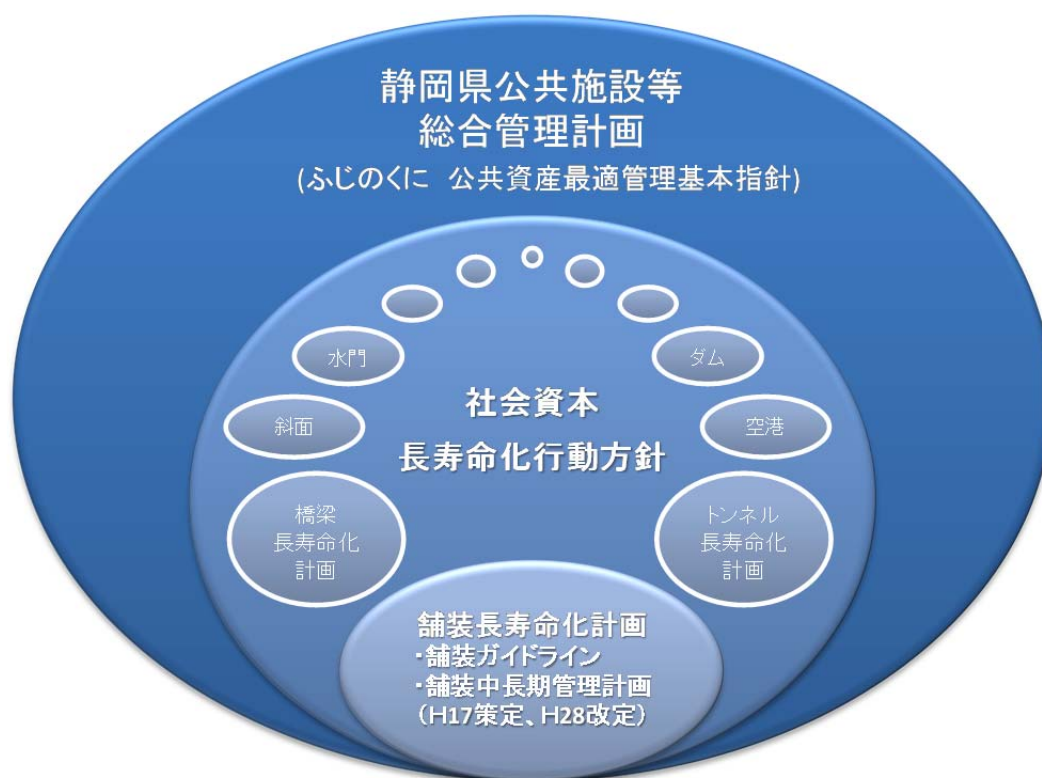 静岡県公共施設等
総合管理計画
(ふじのくに 公共資産最適管理基本指針)
水門
ダム
社会資本
長寿命化行動方針
斜面
空港
橋梁
長寿命化
計画
トンネル
長寿命化
計画
舗装長寿命化計画
・舗装ガイドライン
・舗装中長期管理計画
(H17策定、H28改定)